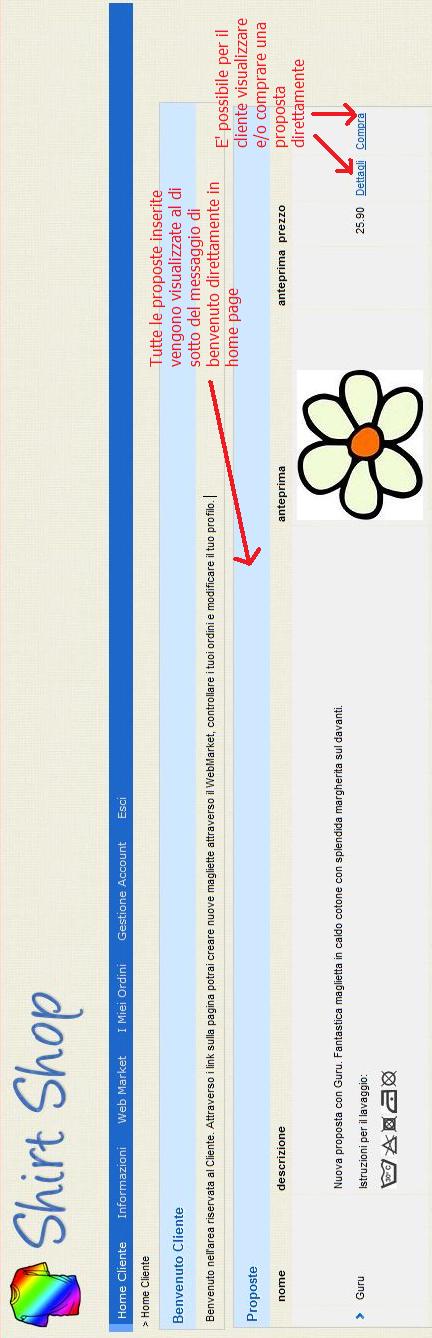 Shirt Shop
Home Cliente Informazioni Web Market I Miei Ordini Gestione Account Esci
> Home Cliente
Benvenuto Cliente
Benvenuto nell'area riservata al Cliente. Attraverso i link sulla pagina potrai creare nuove magliette attraverso il WebMarket, controllare i tuoi ordini e modificare il tuo profilo.
Tutte le proposte inserite
vengono visualizzate al di
sotto del messaggio di
benvenuto direttamente in
home page
E' possibile per il
cliente visualizzare
e/o comprare una
proposta
direttamente
Proposte
nome descrizione anteprima anteprima prezzo
Guru
Nuova proposta con Guru. Fantastica maglietta in caldo cotone con splendida margherita sul davanti.
Istruzioni per il lavaggio:
25.90 Dettagli Compra